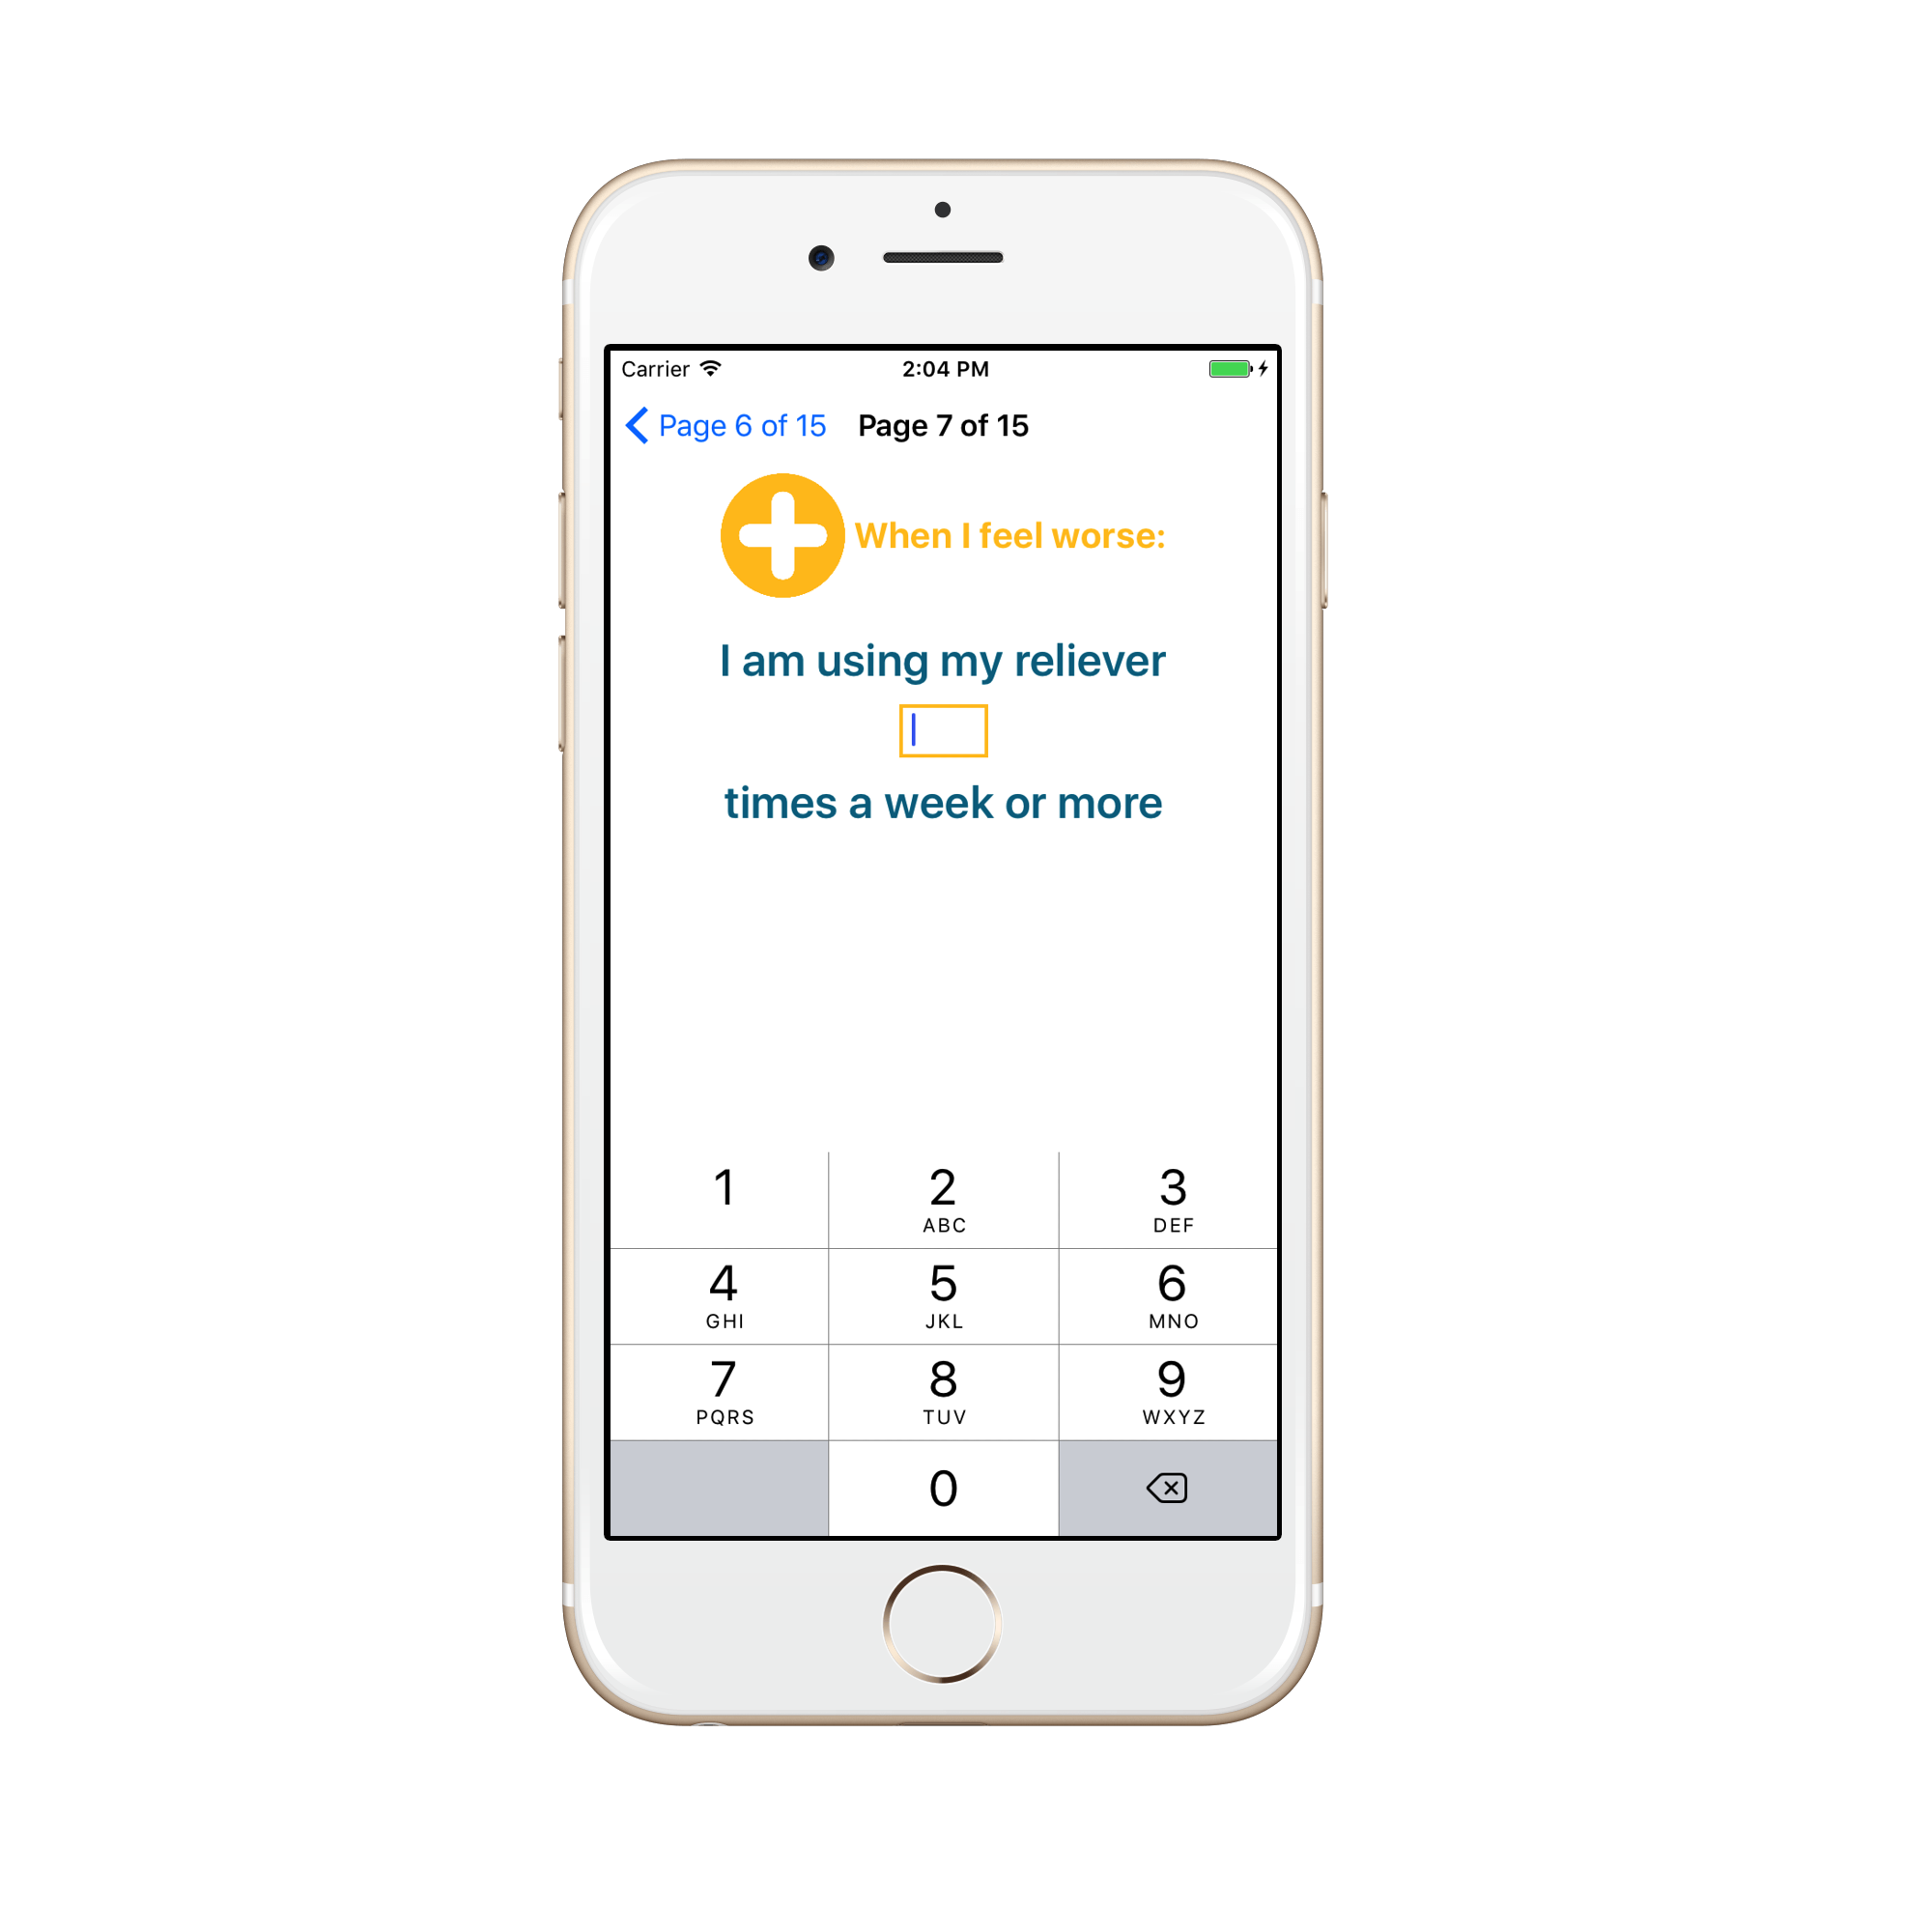 Carrier 2:04 PM
Page 6 of 15 Page 7 of 15
When I feel worse:
I am using my reliever
times a week or more
1 2 3
ABC DEF
4 5 6
GHI JKL MNO
7 8 9
PQRS TUV WXYZ
0